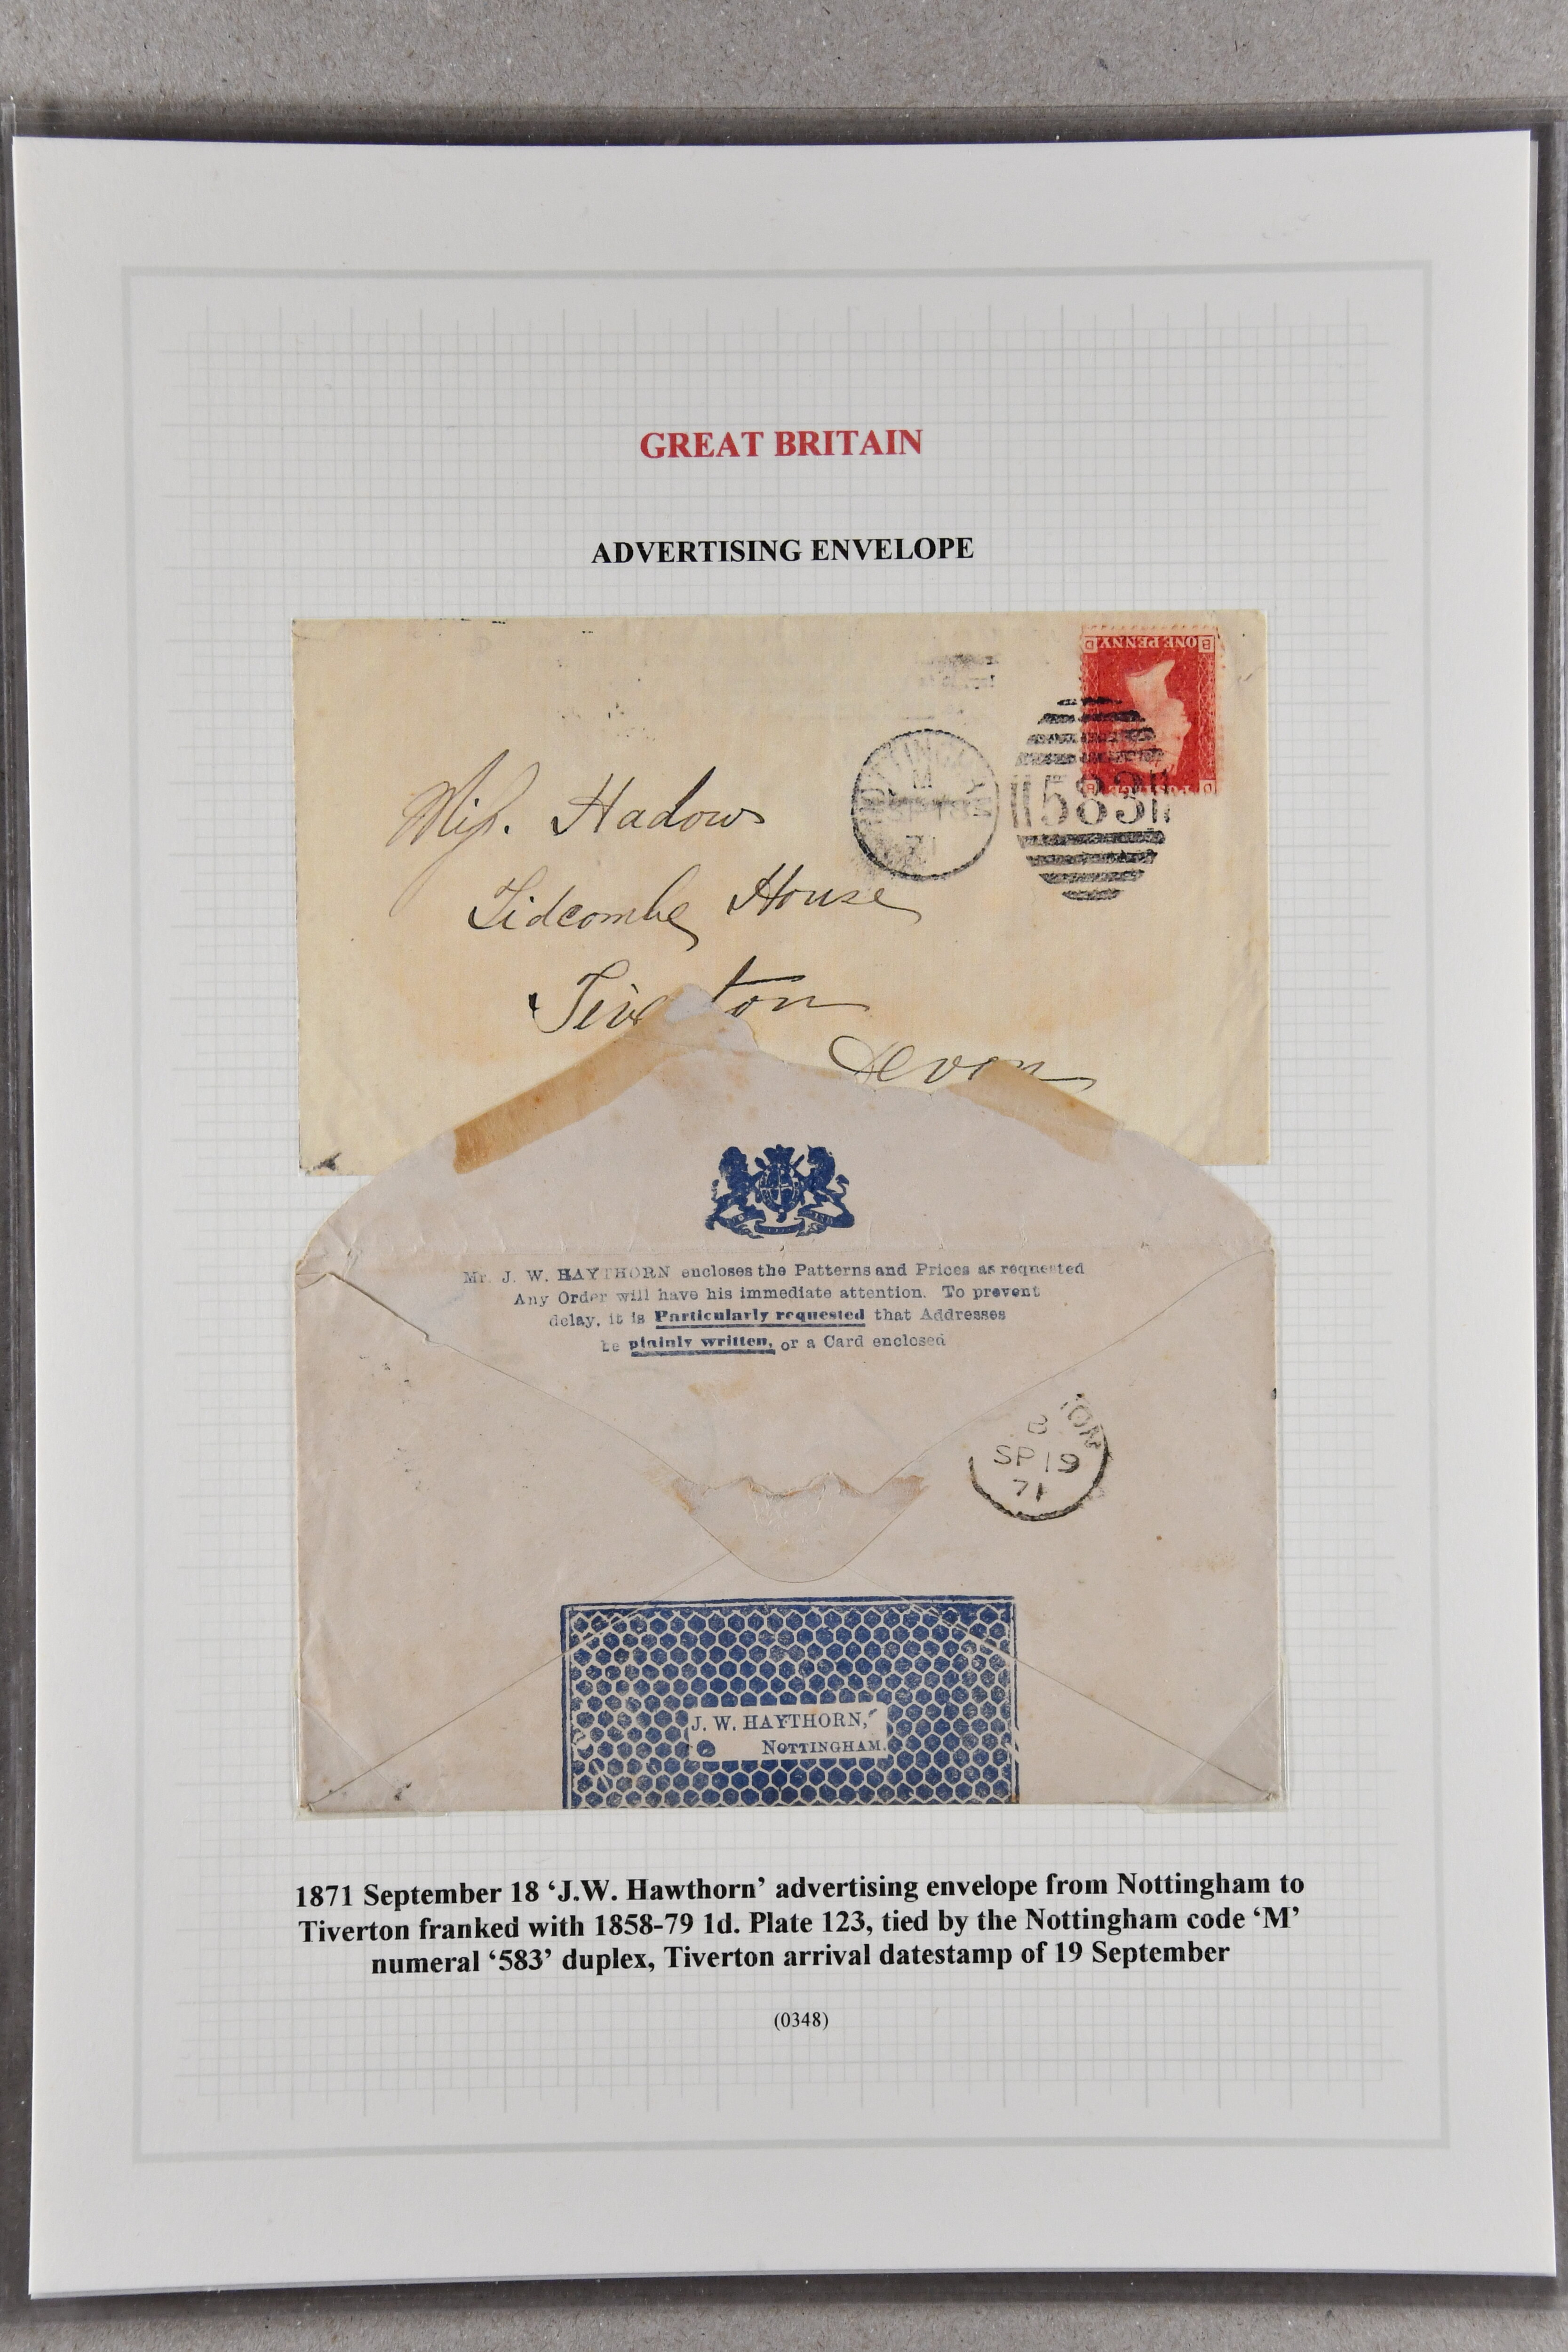 GREAT BRITAIN
ADVERTISING ENVELOPE
ONE PENNY
NOTTINGHAM
M
71
583
Miss. Hadow
Tidcombe House
Tiv ton
Devon
Mr. J. W. HAYTHORN encloses the Patterns and Prices as requested
Any Order will have his immediate attention. To prevent
delay, it is Particularly requested that Addresses
be plainly written, or a Card enclosed
TON
B
SP 19
71
J. W. HAYTHORN,
NOTTINGHAM.
1871 September 18 ‘J.W. Hawthorn’ advertising envelope from Nottingham to
Tiverton franked with 1858-79 1d. Plate 123, tied by the Nottingham code ‘M’
numeral ‘583’ duplex, Tiverton arrival datestamp of 19 September
(0348)